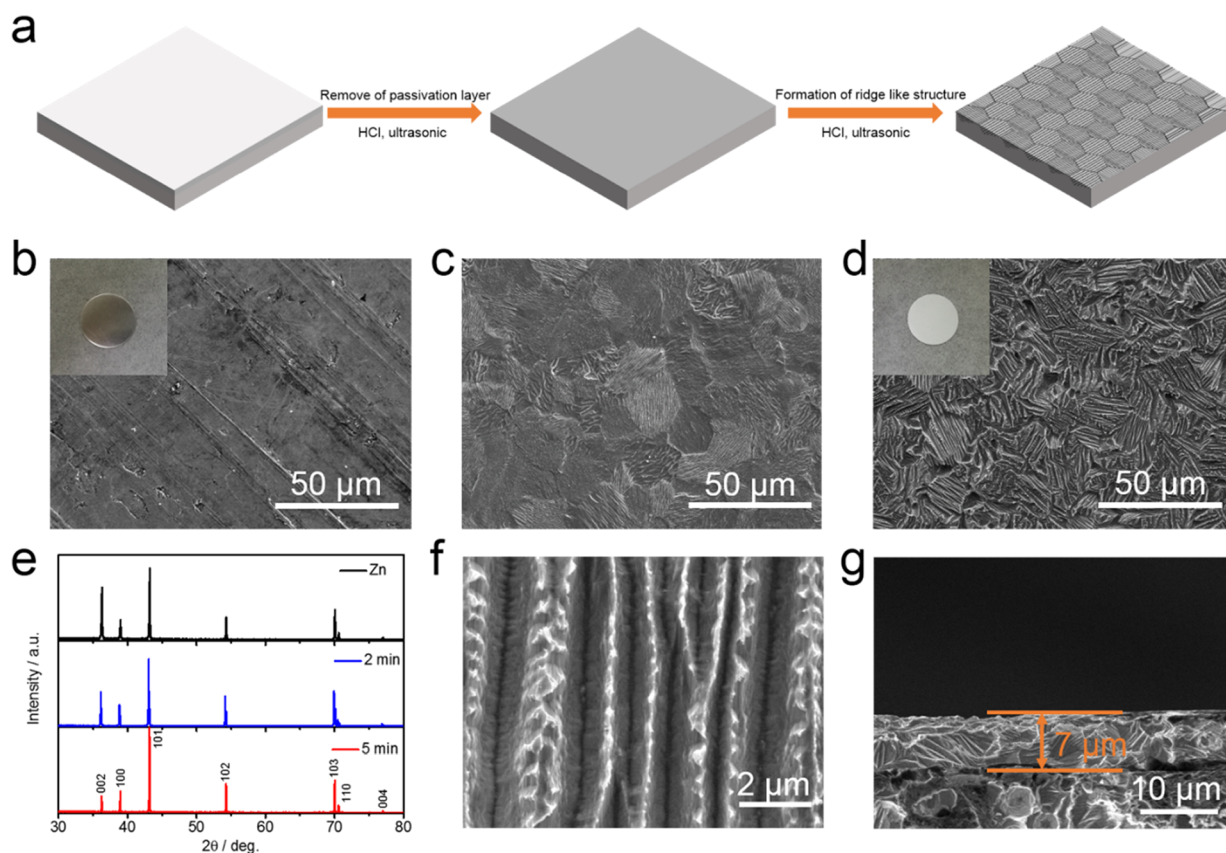 a
Remove of passivation layer
HCl, ultrasonic
Formation of ridge like structure
HCl, ultrasonic
b
50 μm
c
50 μm
d
50 μm
e
Zn
2 min
5 min
002
100
101
102
103
110
004
Intensity / a.u.
30 40 50 60 70 80
2θ / deg.
f
2 μm
g
7 μm
10 μm